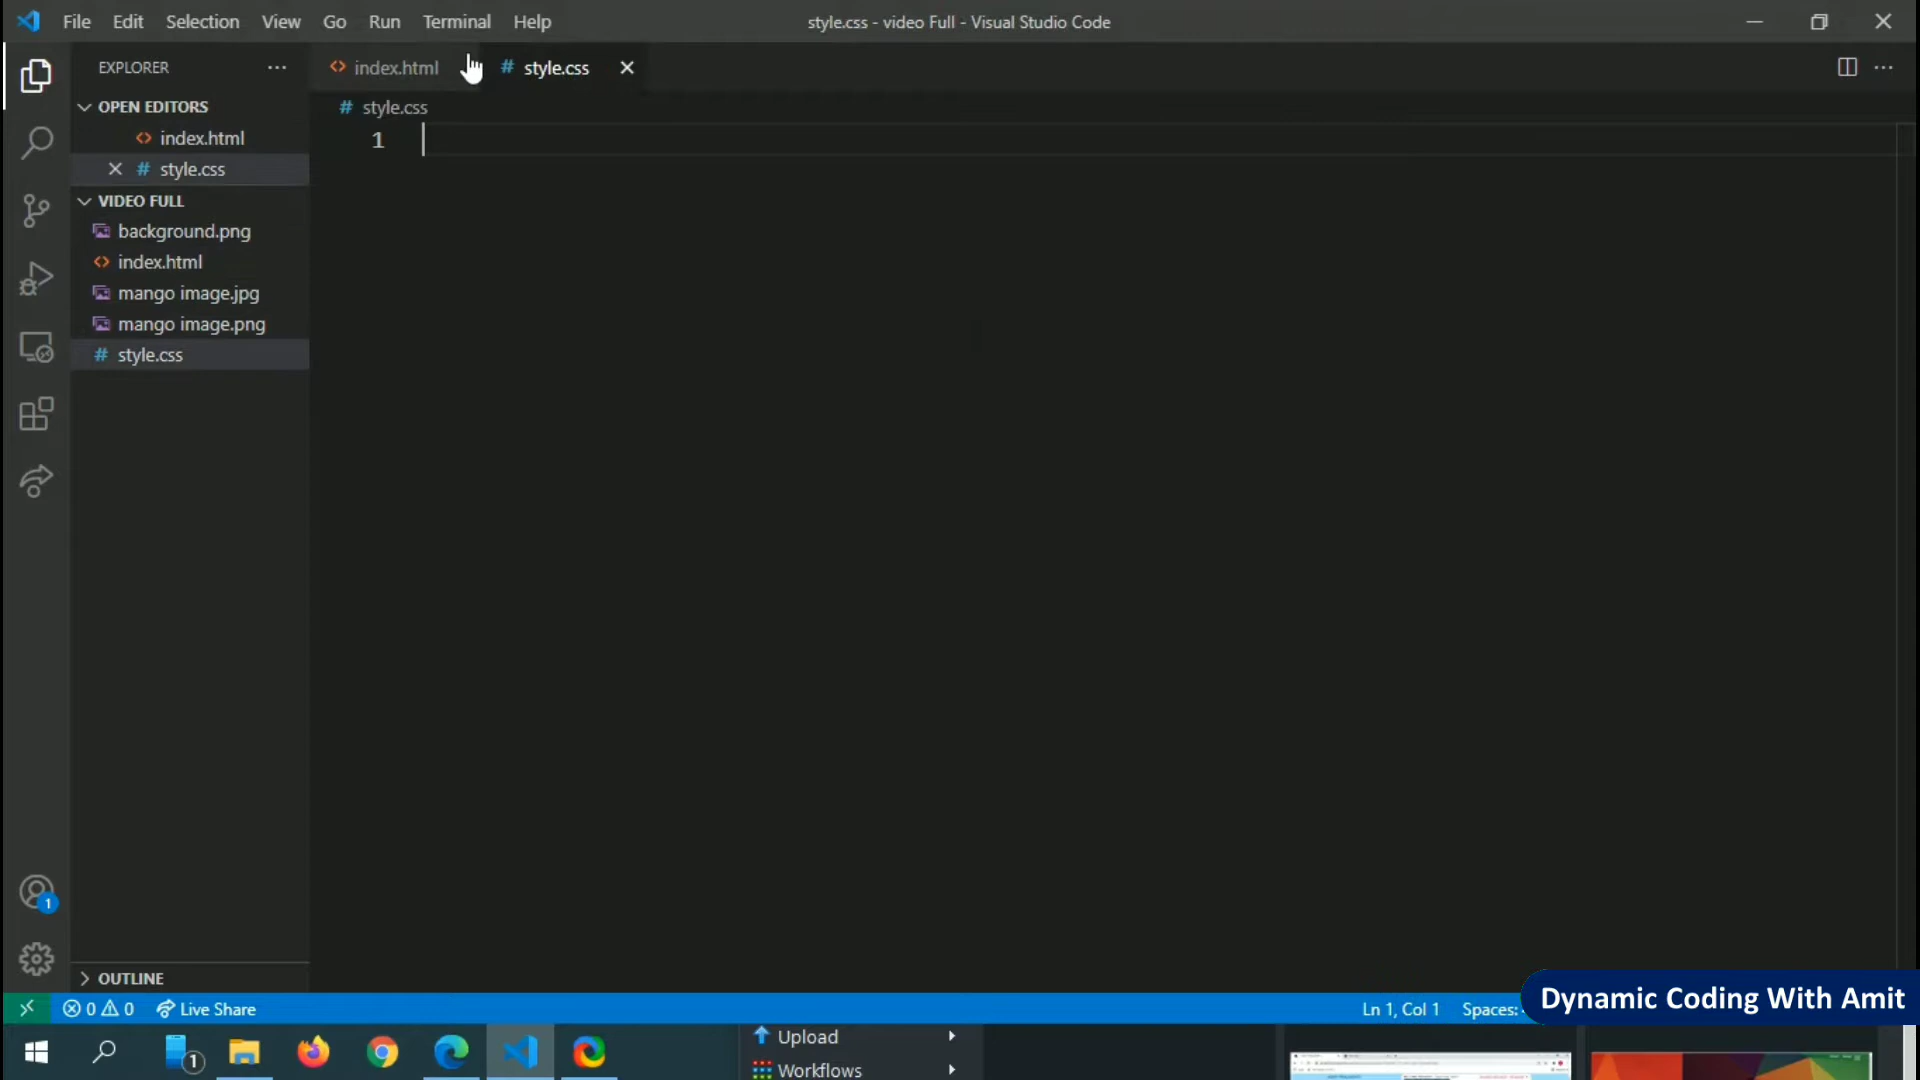 File Edit Selection View Go Run Terminal Help
style.css - video Full - Visual Studio Code
EXPLORER
index.html
# style.css
OPEN EDITORS
index.html
# style.css
VIDEO FULL
background.png
index.html
mango image.jpg
mango image.png
# style.css
# style.css
1
1
OUTLINE
0 0 Live Share
Ln 1, Col 1 Spaces:
Dynamic Coding With Amit
1
Upload
Workflows